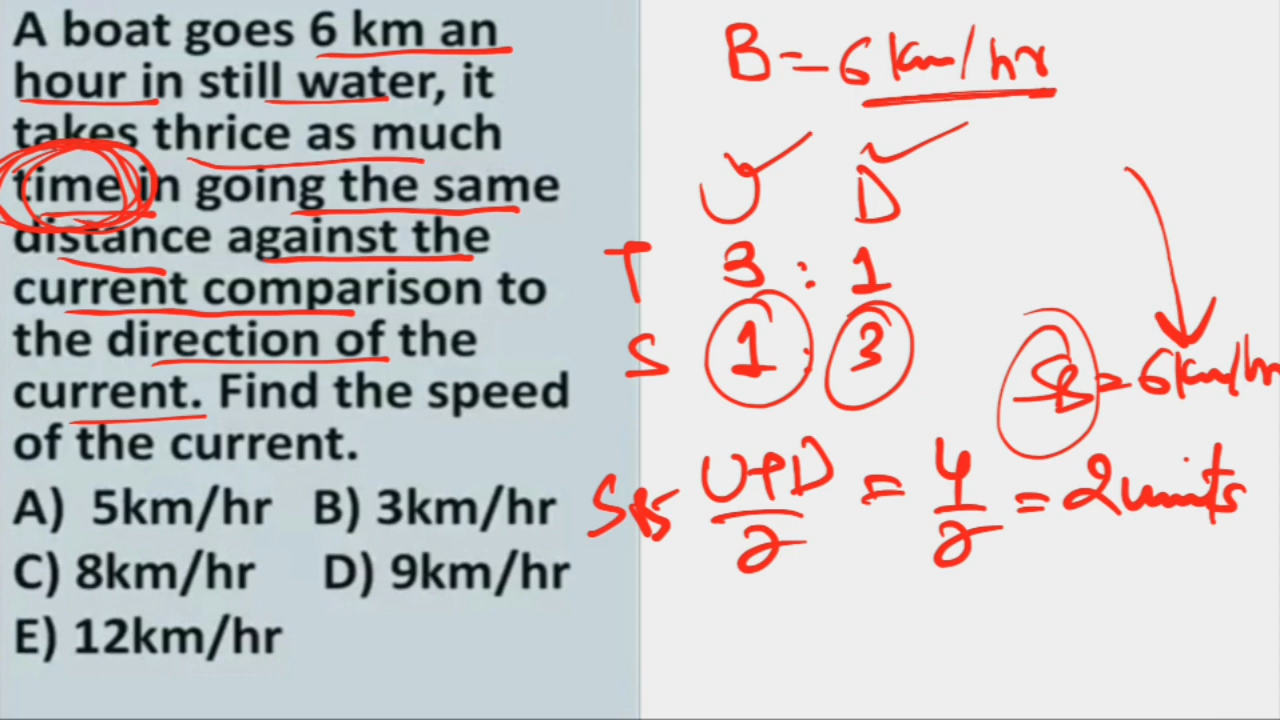 A boat goes 6 km an
hour in still water, it
takes thrice as much
time in going the same
distance against the
current comparison to
the direction of the
current. Find the speed
of the current.
A) 5km/hr B) 3km/hr
C) 8km/hr D) 9km/hr
E) 12km/hr
B = 6 km/hr
U D
T 3 : 1
S 1 : 3
SB = 6km/hr
SB = U+D/2 = 4/2 = 2 units